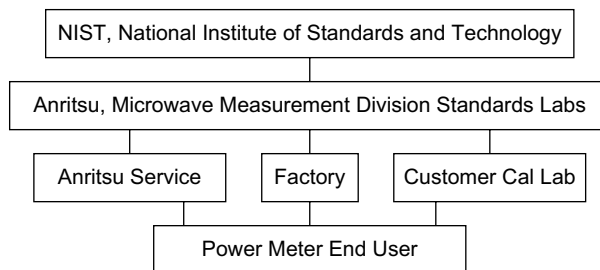 NIST, National Institute of Standards and Technology
Anritsu, Microwave Measurement Division Standards Labs
Anritsu Service
Factory
Customer Cal Lab
Power Meter End User